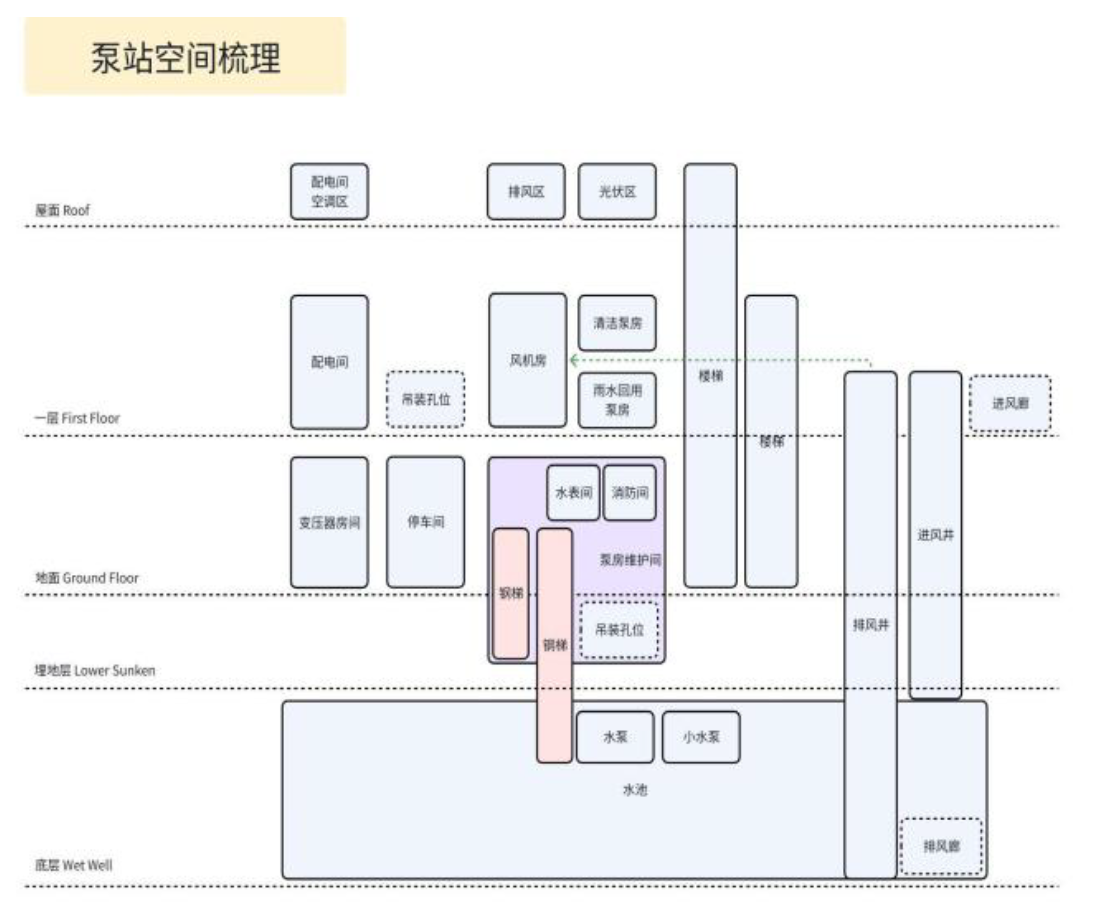 泵站空间梳理
配电间
空调区
排风区
光伏区
屋面 Roof
配电间
吊装孔位
风机房
清洁泵房
雨水回用
泵房
楼梯
楼梯
进风廊
一层 First Floor
变压器房间
停车间
水表间
消防间
泵房维护间
钢梯
钢梯
吊装孔位
排风井
进风井
地面 Ground Floor
埋地层 Lower Sunken
水泵
小水泵
水池
排风廊
底层 Wet Well